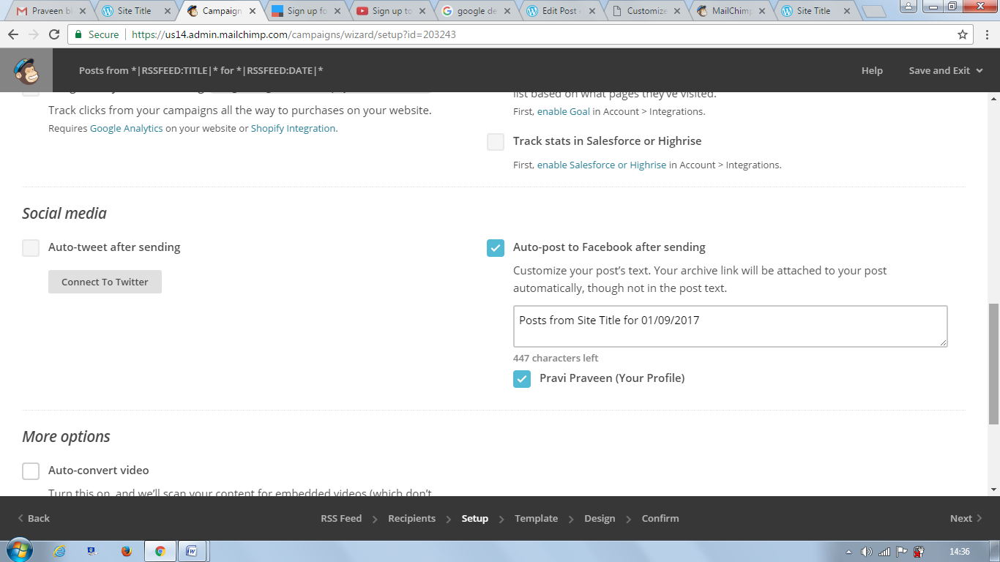 Praveen b
Site Title
Campaign
Sign up fo
Sign up to
google de
Edit Post
Customize
MailChimp
Site Title
Secure
https://us14.admin.mailchimp.com/campaigns/wizard/setup?id=203243
Posts from *|RSSFEED:TITLE|* for *|RSSFEED:DATE|*
Help
Save and Exit
Track clicks from your campaigns all the way to purchases on your website.
Requires Google Analytics on your website or Shopify Integration.
list based on what pages they've visited.
First, enable Goal in Account > Integrations.
Track stats in Salesforce or Highrise
First, enable Salesforce or Highrise in Account > Integrations.
Social media
Auto-tweet after sending
Connect To Twitter
Auto-post to Facebook after sending
Customize your post's text. Your archive link will be attached to your post
automatically, though not in the post text.
Posts from Site Title for 01/09/2017
447 characters left
Pravi Praveen (Your Profile)
More options
Auto-convert video
Turn this on, and we'll scan your content for embedded videos (which don't
Back
RSS Feed
Recipients
Setup
Template
Design
Confirm
Next
14:36